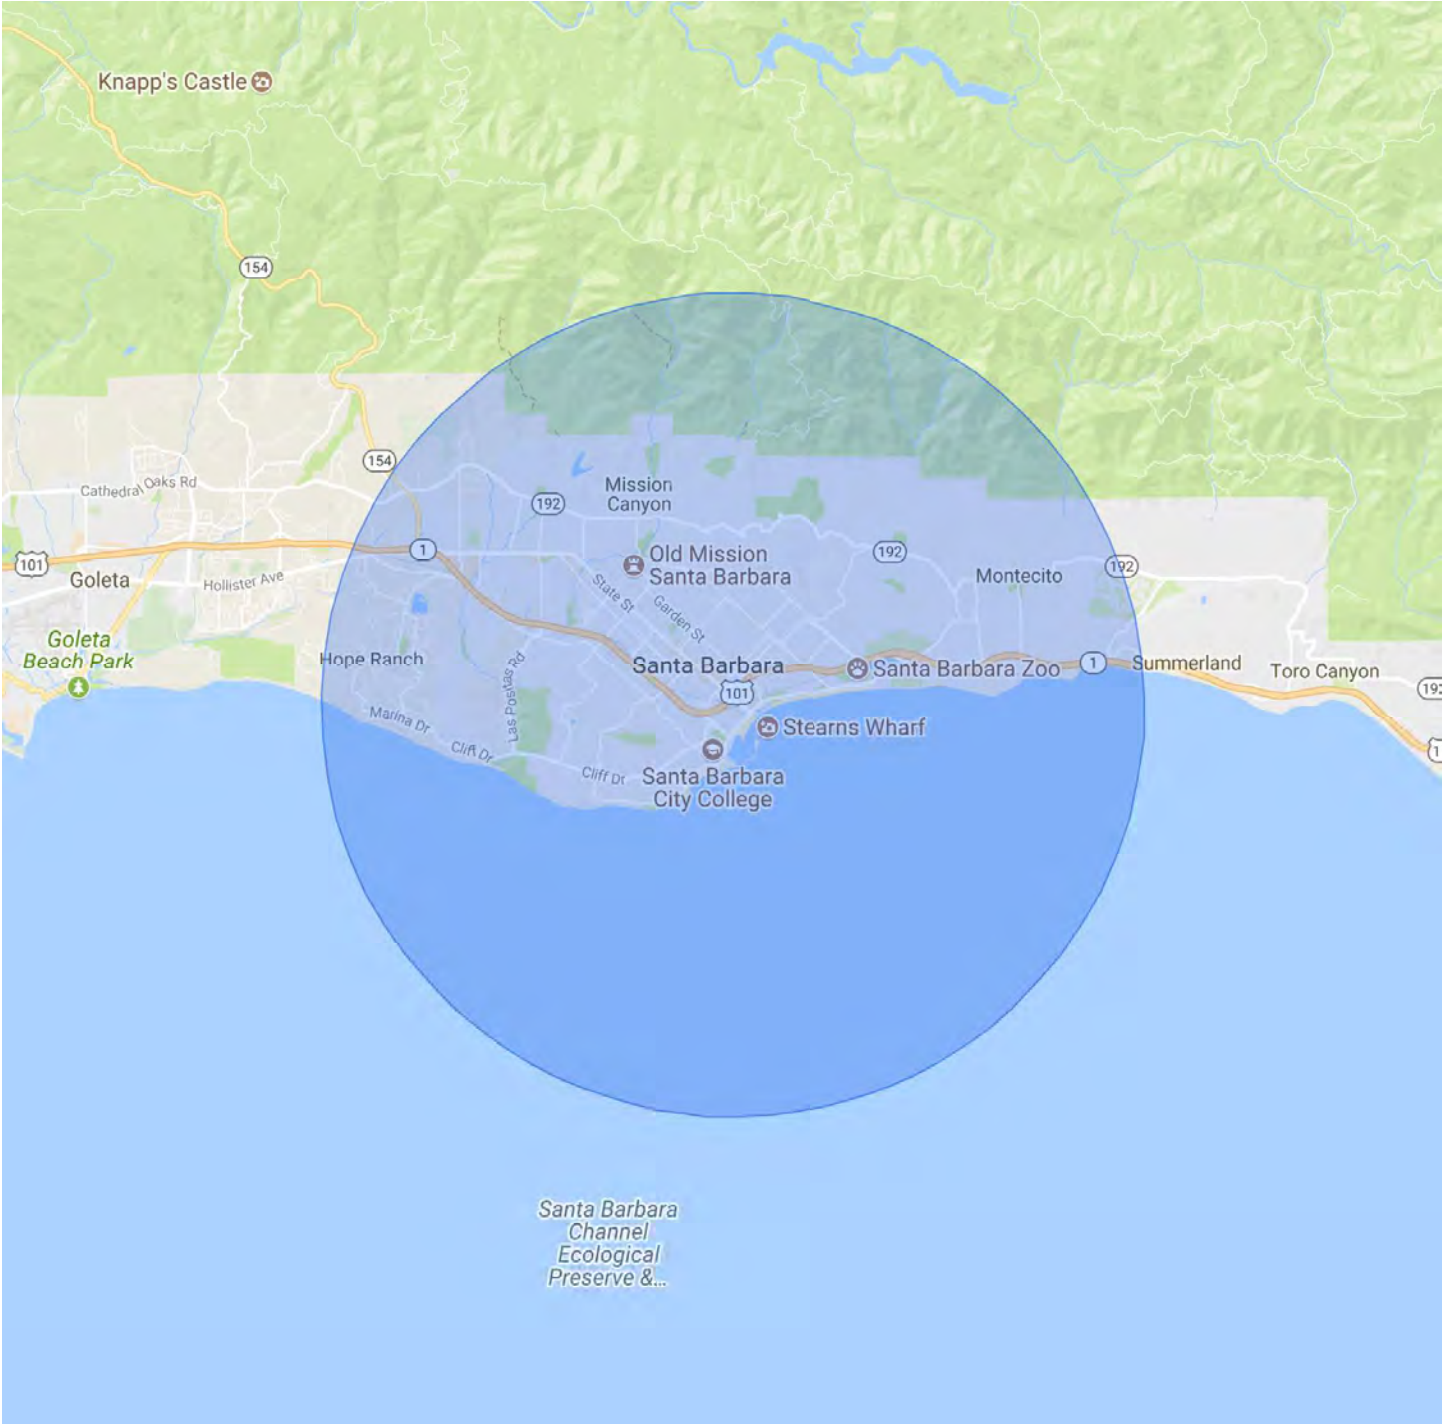 Knapp's Castle
154
154
Cathedral Oaks Rd
Mission
Canyon
192
1
192
Old Mission
Santa Barbara
101
Goleta
Hollister Ave
State St
Garden St
Montecito
192
Goleta
Beach Park
Hope Ranch
Las Positas Rd
Santa Barbara
Santa Barbara Zoo
1
Summerland
Toro Canyon
101
192
Marina Dr
Stearns Wharf
Cliff Dr
Cliff Dr
Santa Barbara
City College
1
Santa Barbara
Channel
Ecological
Preserve &...